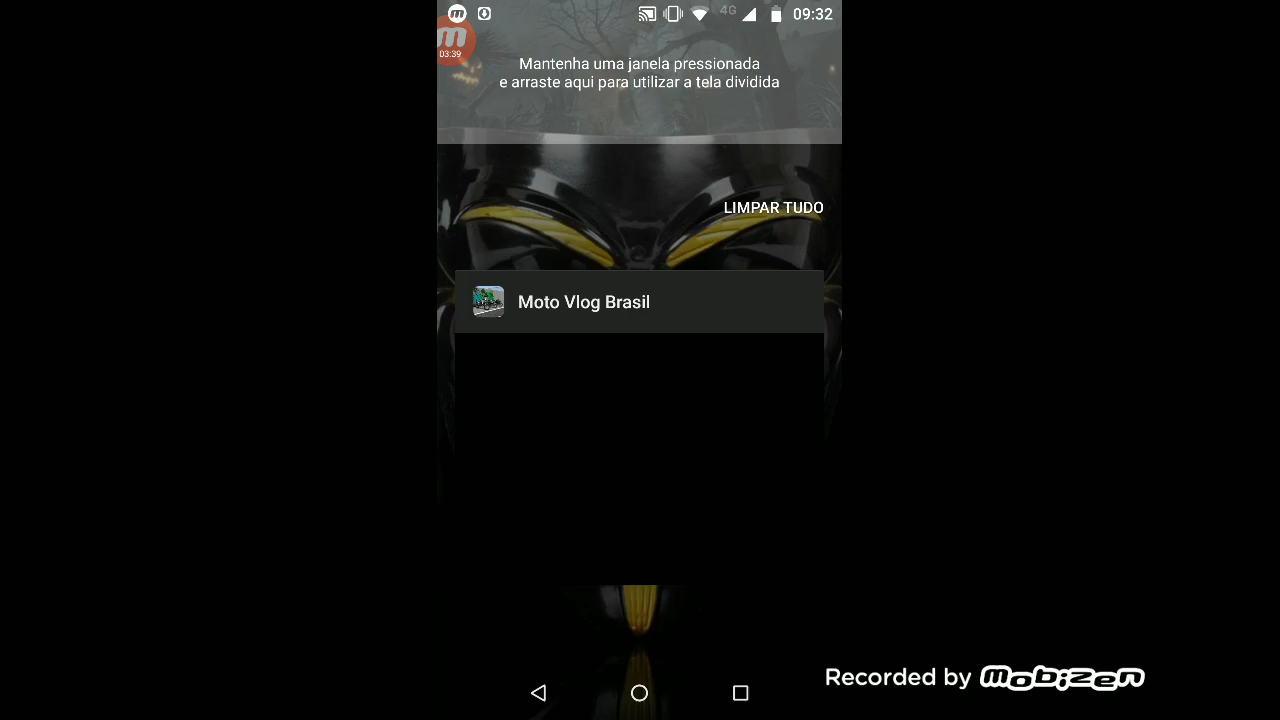 m
4G
09:32
m
03:39
Mantenha uma janela pressionada
e arraste aqui para utilizar a tela dividida
LIMPAR TUDO
Moto Vlog Brasil
Recorded by mobizen